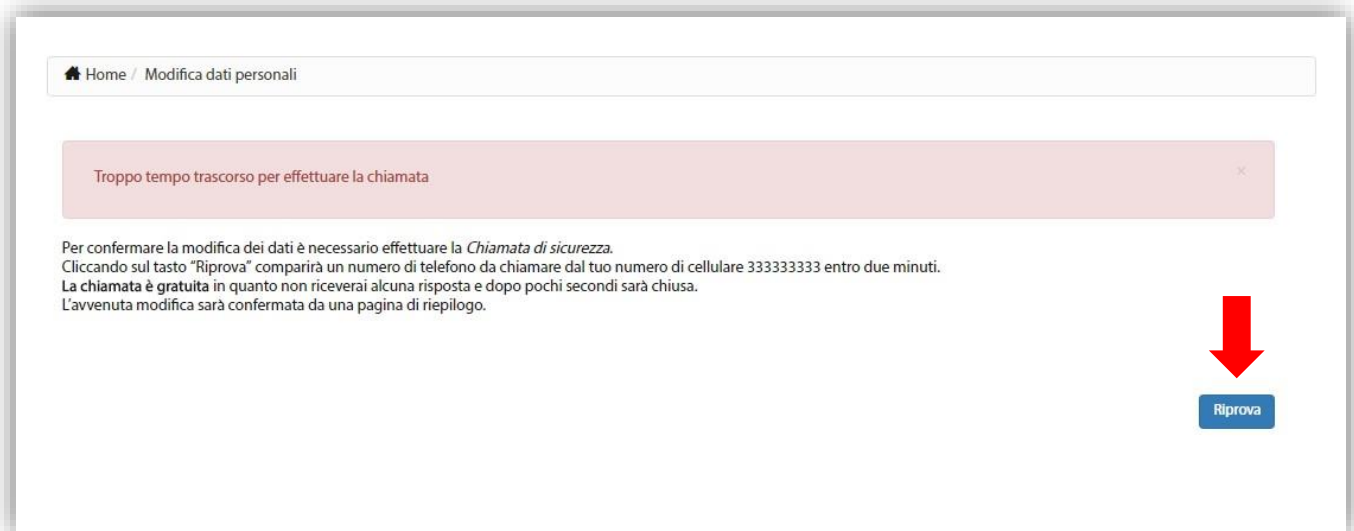 Home / Modifica dati personali
Troppo tempo trascorso per effettuare la chiamata ×
Per confermare la modifica dei dati è necessario effettuare la Chiamata di sicurezza.
Cliccando sul tasto “Riprova” comparirà un numero di telefono da chiamare dal tuo numero di cellulare 333333333 entro due minuti.
La chiamata è gratuita in quanto non riceverai alcuna risposta e dopo pochi secondi sarà chiusa.
L’avvenuta modifica sarà confermata da una pagina di riepilogo.
Riprova